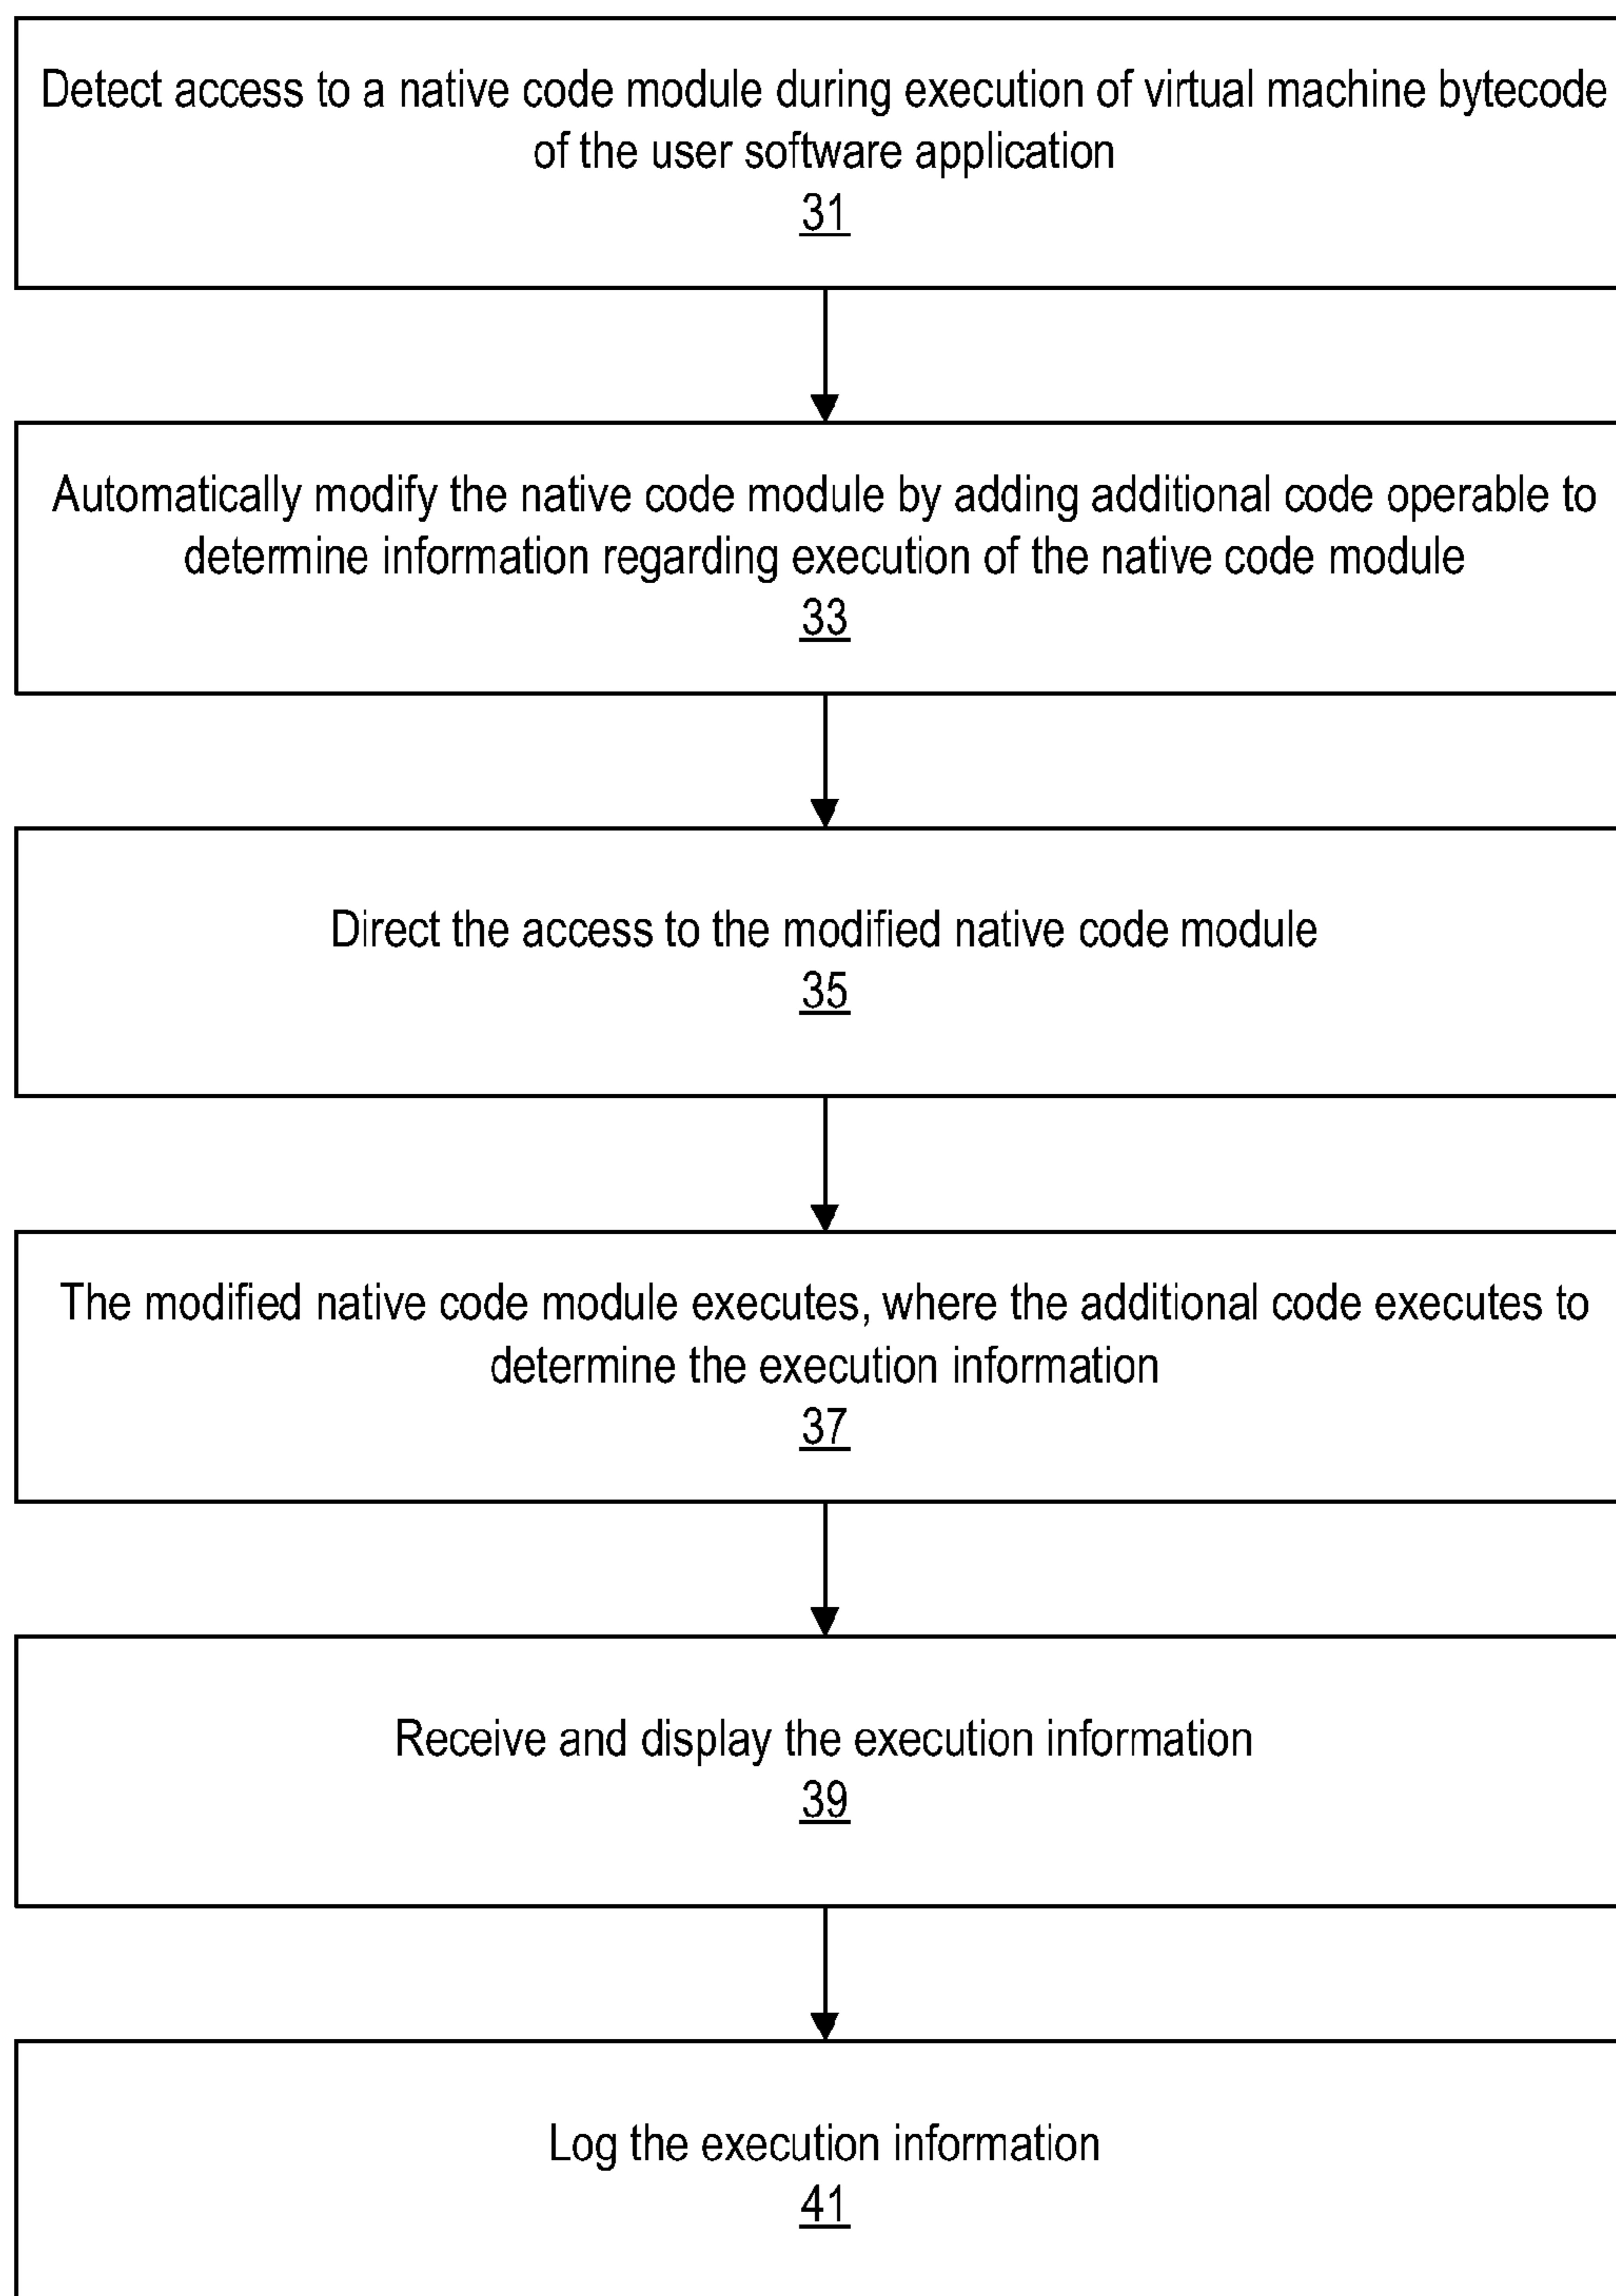 Detect access to a native code module during execution of virtual machine bytecode
of the user software application
31
Automatically modify the native code module by adding additional code operable to
determine information regarding execution of the native code module
33
Direct the access to the modified native code module
35
The modified native code module executes, where the additional code executes to
determine the execution information
37
Receive and display the execution information
39
Log the execution information
41